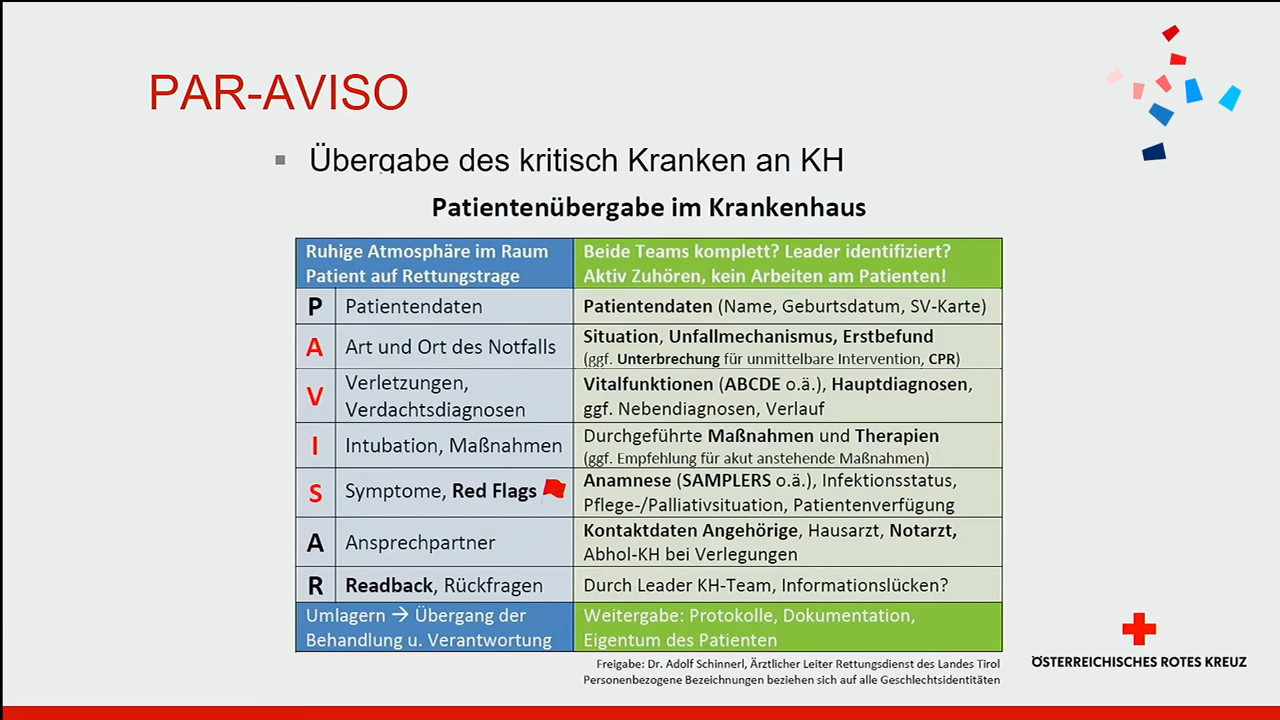 PAR-AVISO
Übergabe des kritisch Kranken an KH
Patientenübergabe im Krankenhaus
Ruhige Atmosphäre im Raum
Patient auf Rettungstrage
Beide Teams komplett? Leader identifiziert?
Aktiv Zuhören, kein Arbeiten am Patienten!
P
Patientendaten
Patientendaten (Name, Geburtsdatum, SV-Karte)
A
Art und Ort des Notfalls
Situation, Unfallmechanismus, Erstbefund
(ggf. Unterbrechung für unmittelbare Intervention, CPR)
V
Verletzungen,
Verdachtsdiagnosen
Vitalfunktionen (ABCDE o.ä.), Hauptdiagnosen,
ggf. Nebendiagnosen, Verlauf
I
Intubation, Maßnahmen
Durchgeführte Maßnahmen und Therapien
(ggf. Empfehlung für akut anstehende Maßnahmen)
S
Symptome, Red Flags
Anamnese (SAMPLERS o.ä.), Infektionsstatus,
Pflege-/Palliativsituation, Patientenverfügung
A
Ansprechpartner
Kontaktdaten Angehörige, Hausarzt, Notarzt,
Abhol-KH bei Verlegungen
R
Readback, Rückfragen
Durch Leader KH-Team, Informationslücken?
Umlagern → Übergang der
Behandlung u. Verantwortung
Weitergabe: Protokolle, Dokumentation,
Eigentum des Patienten
Freigabe: Dr. Adolf Schinnerl, Ärztlicher Leiter Rettungsdienst des Landes Tirol
Personenbezogene Bezeichnungen beziehen sich auf alle Geschlechtsidentitäten
ÖSTERREICHISCHES ROTES KREUZ